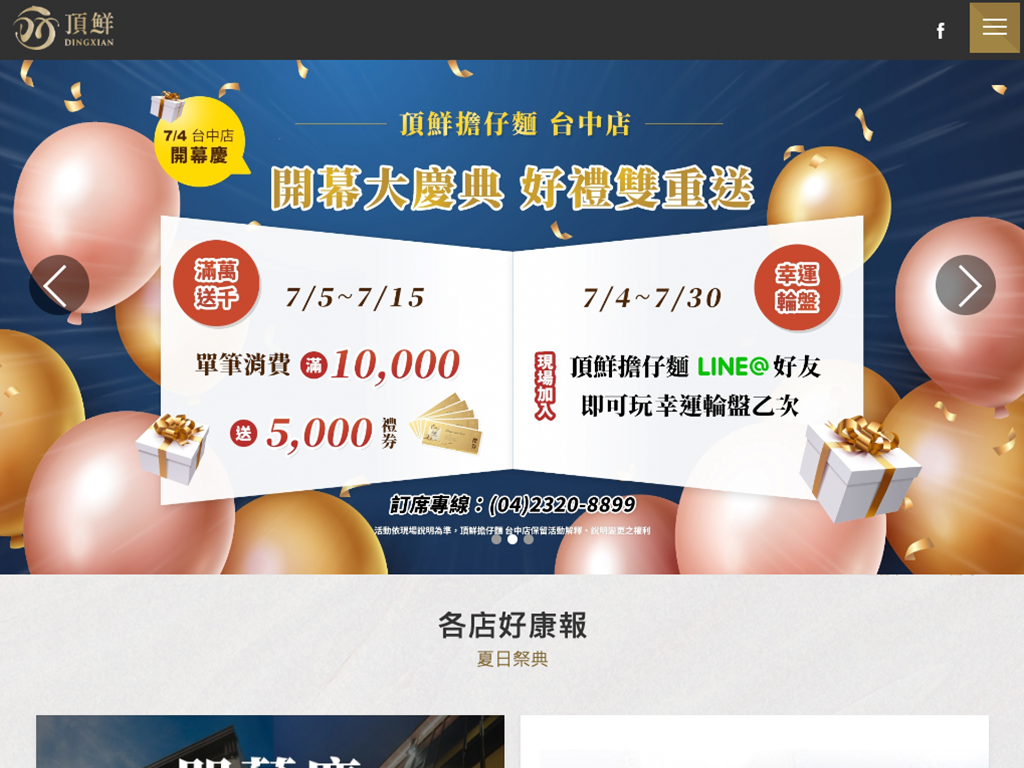 頂鮮
DINGXIAN
f
7/4 台中店
開幕慶
頂鮮擔仔麵 台中店
開幕大慶典 好禮雙重送
滿萬
送千
7/5~7/15
單筆消費 滿 10,000
送 5,000 禮券
7/4~7/30
幸運
輪盤
現場加入
頂鮮擔仔麵 LINE@好友
即可玩幸運輪盤乙次
訂席專線：(04)2320-8899
活動依現場說明為準，頂鮮擔仔麵 台中店保留活動解釋、說明變更之權利
各店好康報
夏日祭典
開幕慶